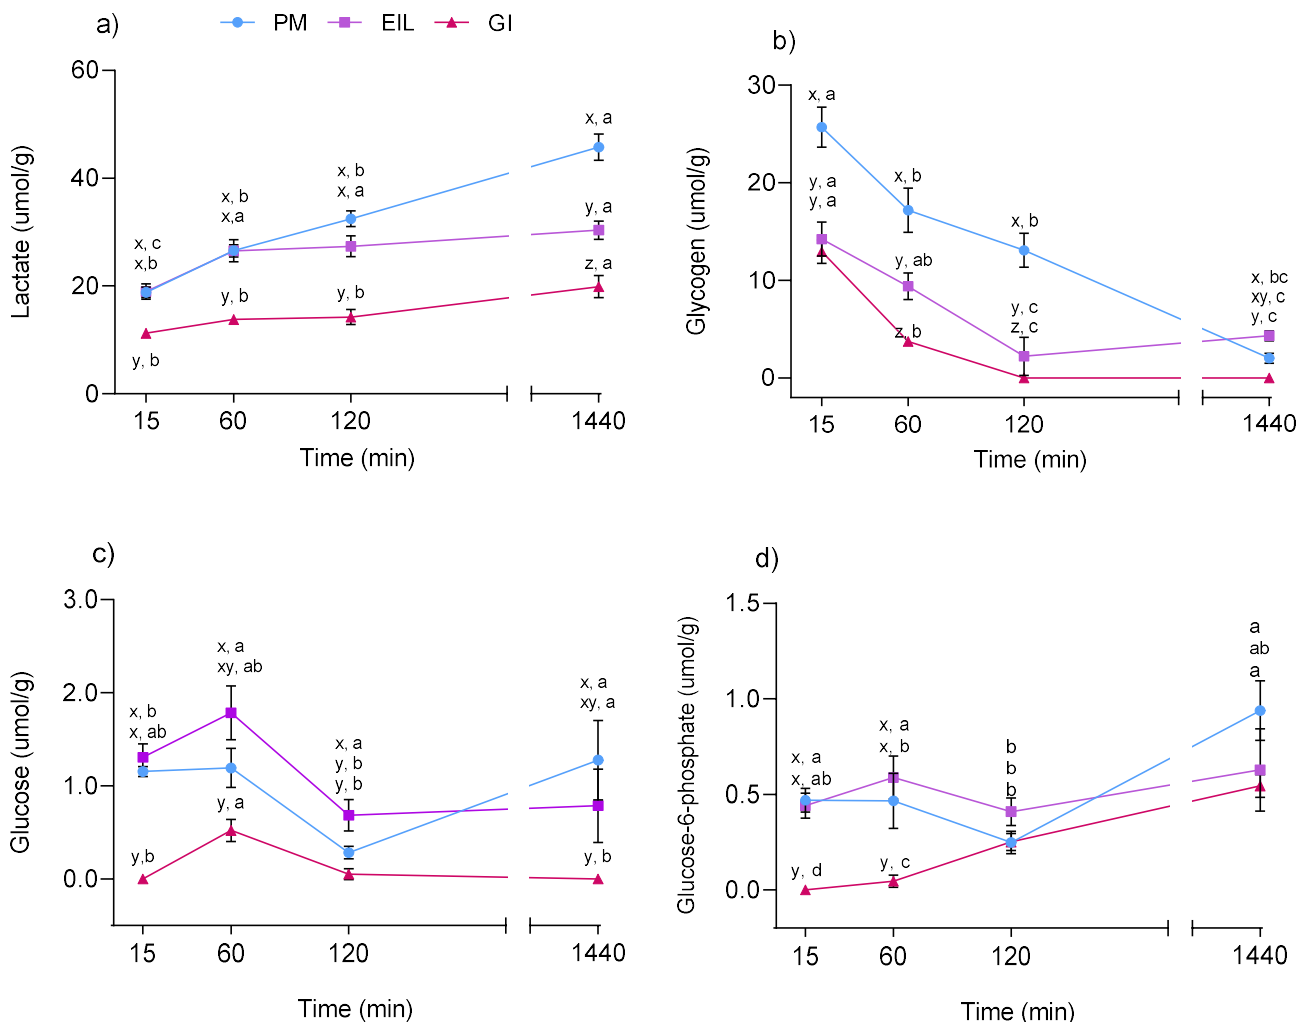 a)
PM EIL GI
60
40
20
0
Lactate (umol/g)
x, c
x,b
y, b
x, b
x,a
y, b
x, b
x, a
y, b
x, a
y, a
z, a
15 60 120 1440
Time (min)
b)
30
20
10
0
Glycogen (umol/g)
x, a
y, a
y, a
x, b
y, ab
z, b
x, b
y, c
z, c
x, bc
xy, c
y, c
15 60 120 1440
Time (min)
c)
3.0
2.0
1.0
0.0
Glucose (umol/g)
x, b
x, ab
y,b
x, a
xy, ab
y, a
x, a
y, b
y, b
x, a
xy, a
y, b
15 60 120 1440
Time (min)
d)
1.5
1.0
0.5
0.0
Glucose-6-phosphate (umol/g)
x, a
x, ab
y, d
x, a
x, b
y, c
b
b
b
a
ab
a
15 60 120 1440
Time (min)